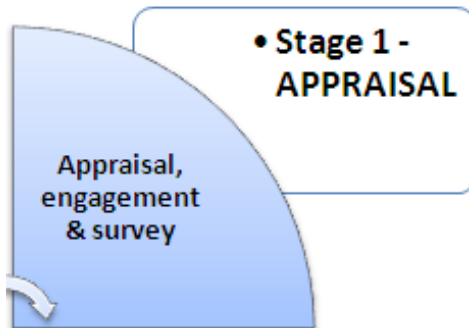 • Stage 1 -
APPRAISAL
Appraisal,
engagement
& survey